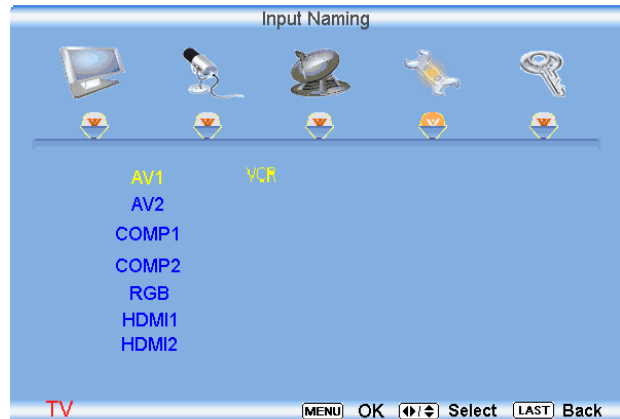 Input Naming
AV1 VCR
AV2
COMP1
COMP2
RGB
HDMI1
HDMI2
TV MENU OK Select LAST Back